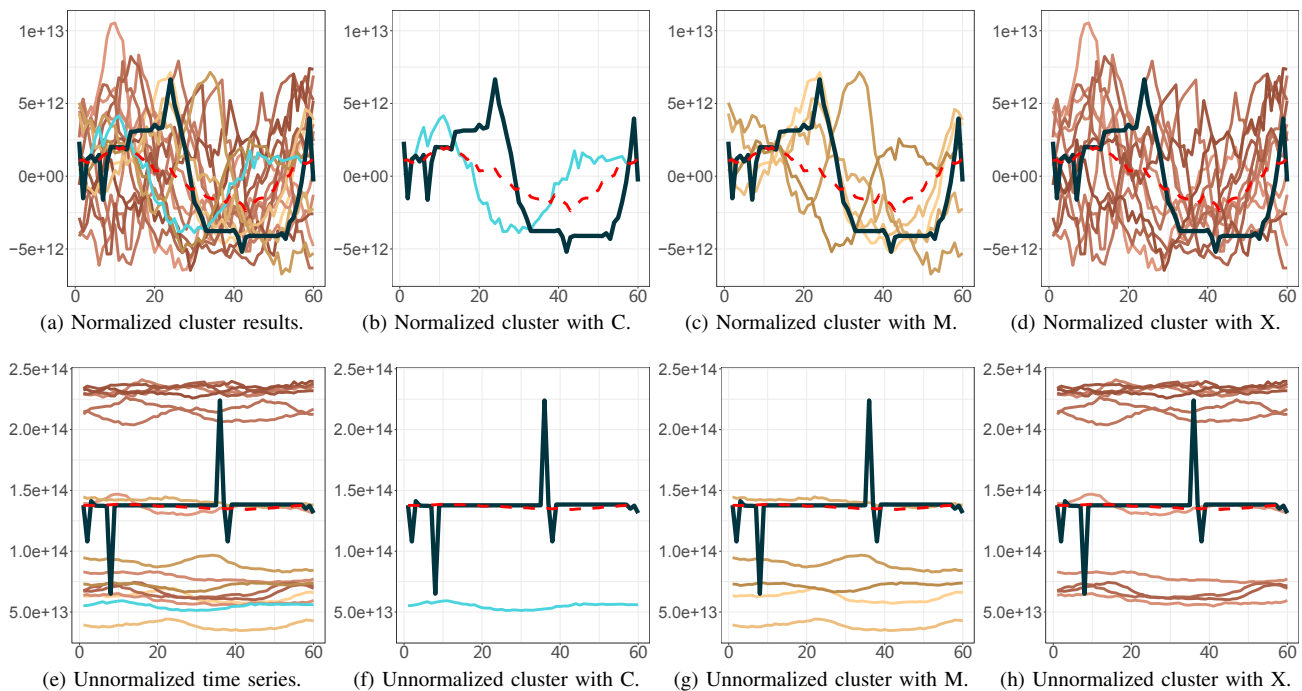 1e+13
5e+12
0e+00
−5e+12
0 20 40 60
(a) Normalized cluster results.
1e+13
5e+12
0e+00
−5e+12
0 20 40 60
(b) Normalized cluster with C.
1e+13
5e+12
0e+00
−5e+12
0 20 40 60
(c) Normalized cluster with M.
1e+13
5e+12
0e+00
−5e+12
0 20 40 60
(d) Normalized cluster with X.
2.5e+14
2.0e+14
1.5e+14
1.0e+14
5.0e+13
0 20 40 60
(e) Unnormalized time series.
2.5e+14
2.0e+14
1.5e+14
1.0e+14
5.0e+13
0 20 40 60
(f) Unnormalized cluster with C.
2.5e+14
2.0e+14
1.5e+14
1.0e+14
5.0e+13
0 20 40 60
(g) Unnormalized cluster with M.
2.5e+14
2.0e+14
1.5e+14
1.0e+14
5.0e+13
0 20 40 60
(h) Unnormalized cluster with X.